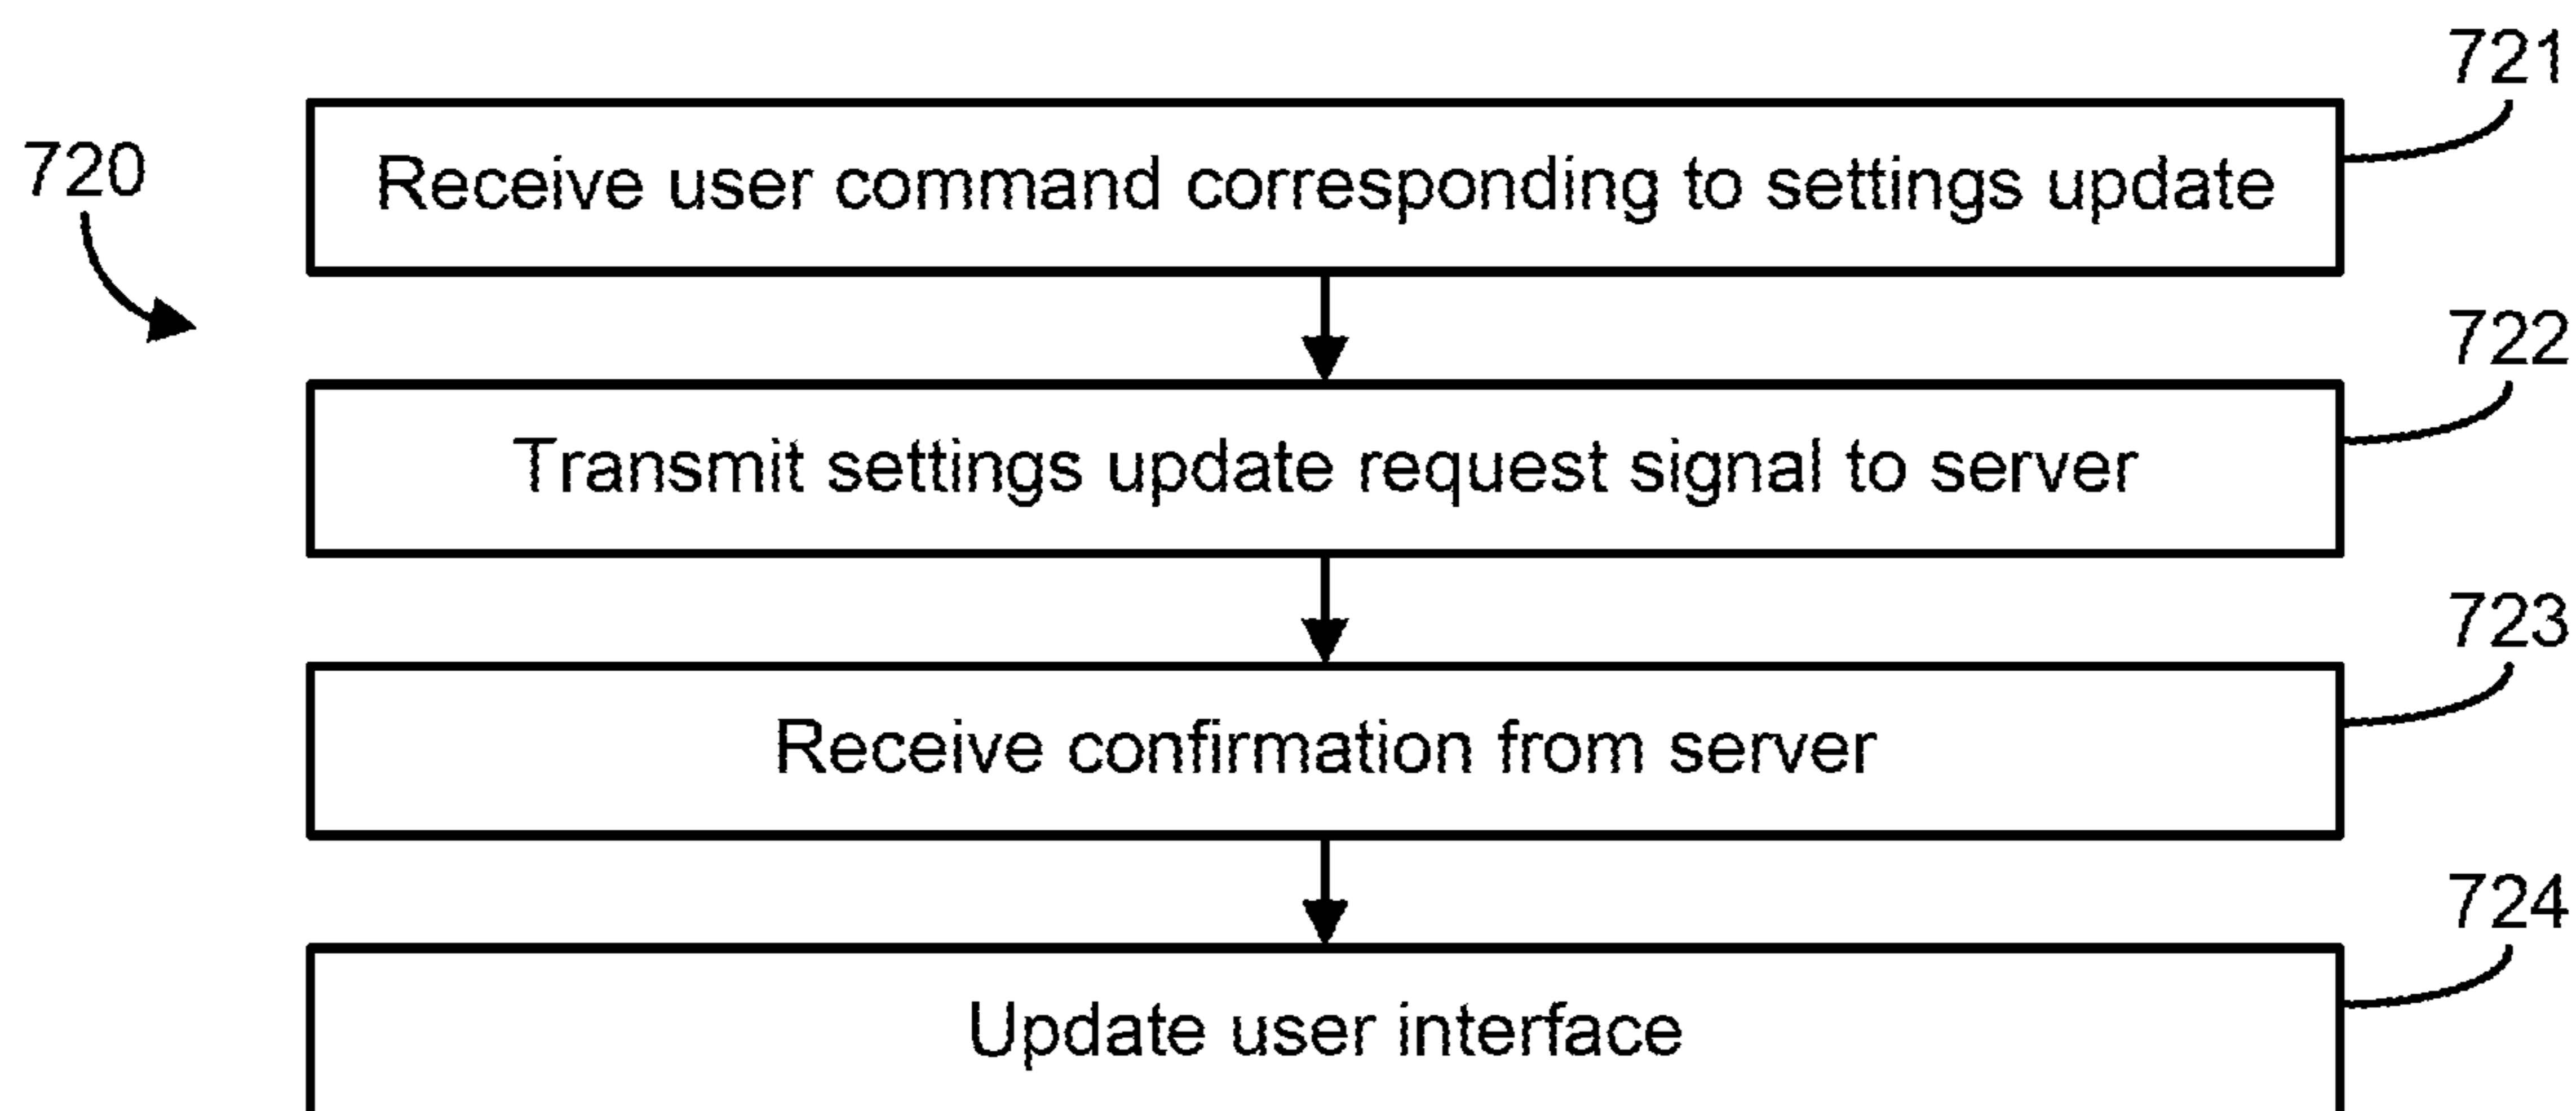 721
720
Receive user command corresponding to settings update
722
Transmit settings update request signal to server
723
Receive confirmation from server
724
Update user interface